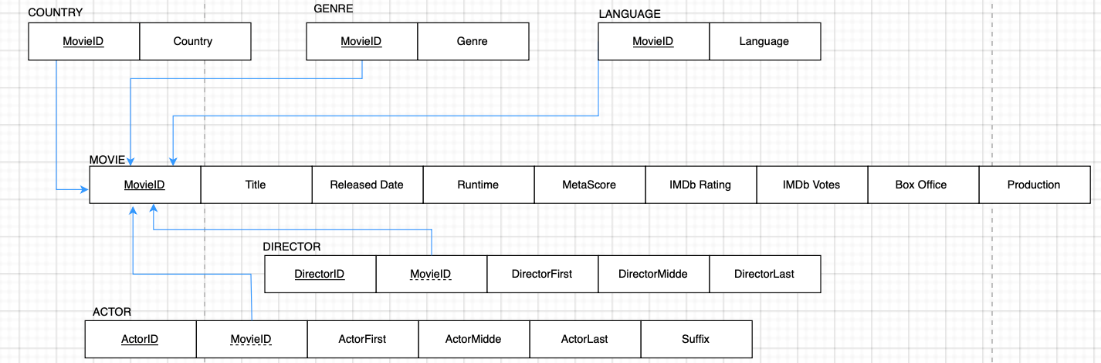 COUNTRY
GENRE
LANGUAGE
MovieID Country
MovieID Genre
MovieID Language
MOVIE
MovieID Title Released Date Runtime MetaScore IMDb Rating IMDb Votes Box Office Production
DIRECTOR
DirectorID MovieID DirectorFirst DirectorMidde DirectorLast
ACTOR
ActorID MovieID ActorFirst ActorMidde ActorLast Suffix